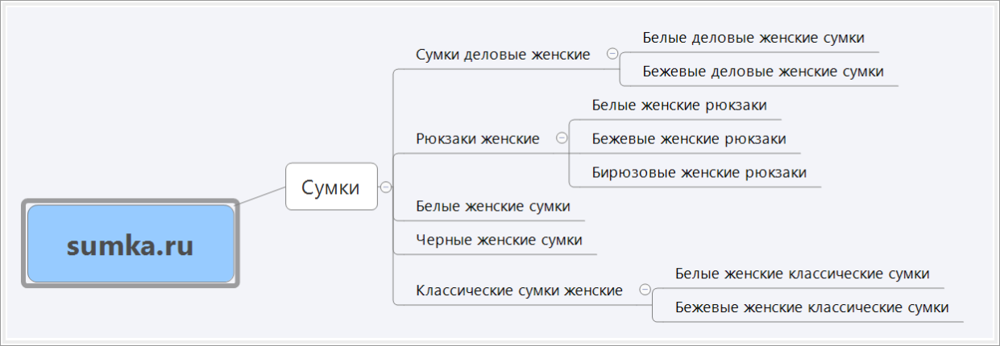 sumka.ru
Сумки
Сумки деловые женские
Белые деловые женские сумки
Бежевые деловые женские сумки
Рюкзаки женские
Белые женские рюкзаки
Бежевые женские рюкзаки
Бирюзовые женские рюкзаки
Белые женские сумки
Черные женские сумки
Классические сумки женские
Белые женские классические сумки
Бежевые женские классические сумки